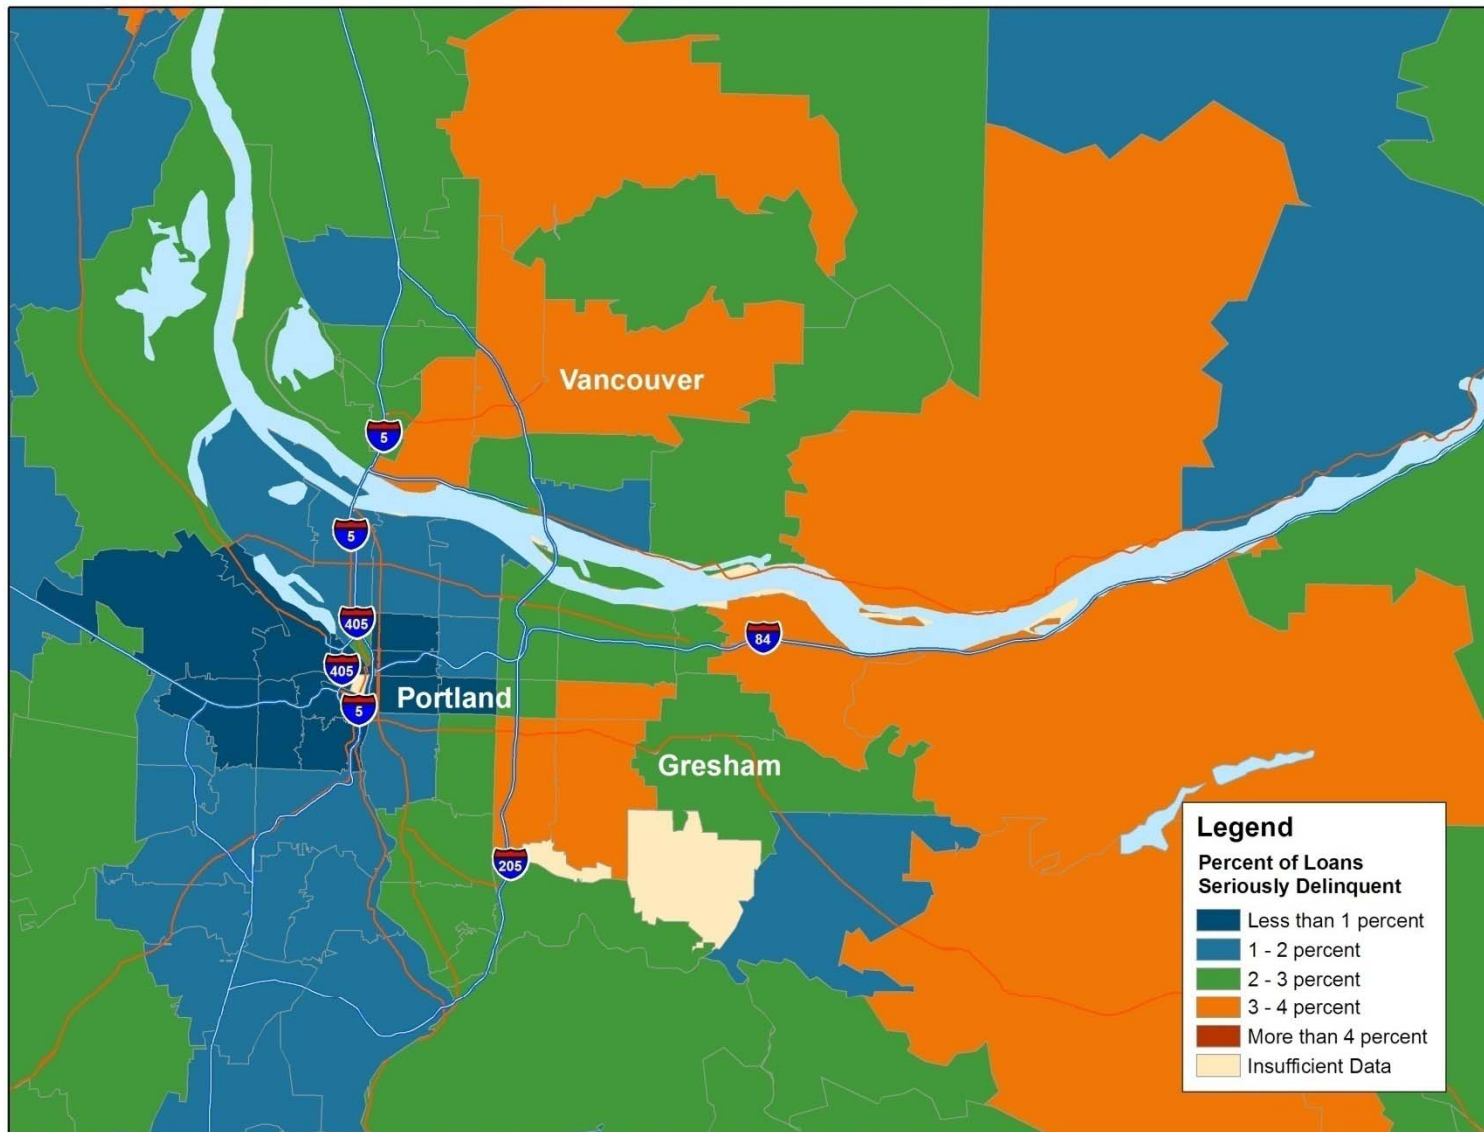 Vancouver
5
5
405
84
405
Portland
5
Gresham
205
Legend
Percent of Loans
Seriously Delinquent
Less than 1 percent
1 - 2 percent
2 - 3 percent
3 - 4 percent
More than 4 percent
Insufficient Data